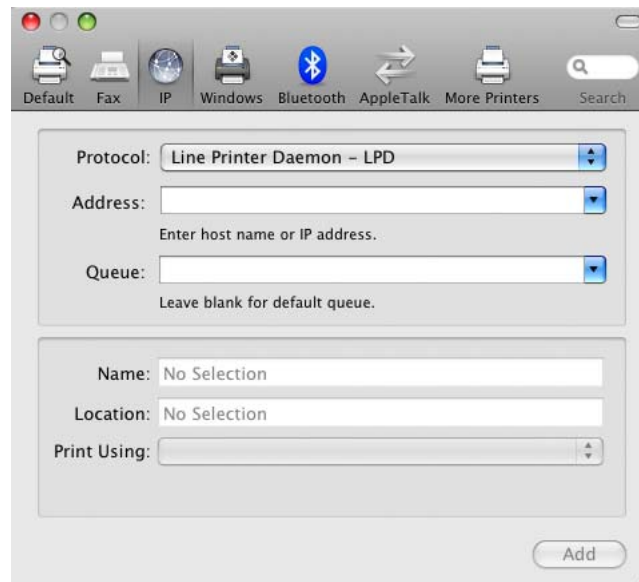 Default Fax IP Windows Bluetooth AppleTalk More Printers Search
Protocol: Line Printer Daemon – LPD
Address:
Enter host name or IP address.
Queue:
Leave blank for default queue.
Name: No Selection
Location: No Selection
Print Using:
Add